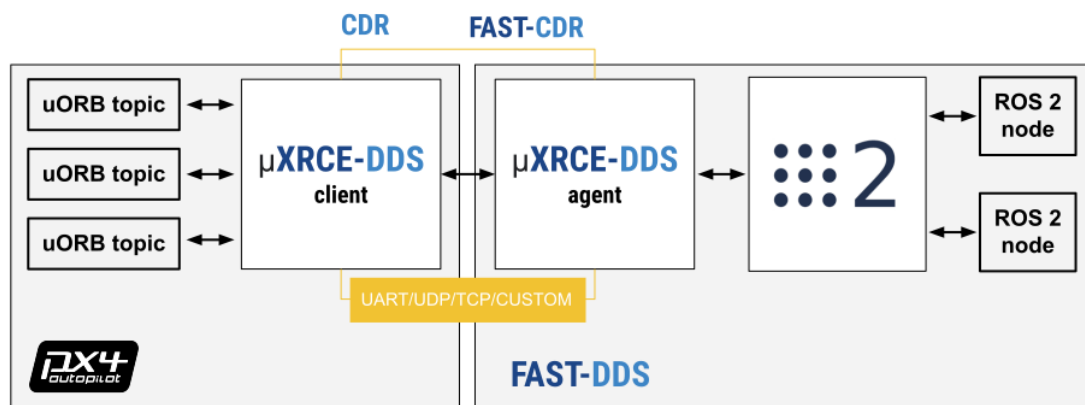 CDR
FAST-CDR
uORB topic
uORB topic
uORB topic
µXRCE-DDS
client
µXRCE-DDS
agent
2
ROS 2
node
ROS 2
node
UART/UDP/TCP/CUSTOM
px4
autopilot
FAST-DDS